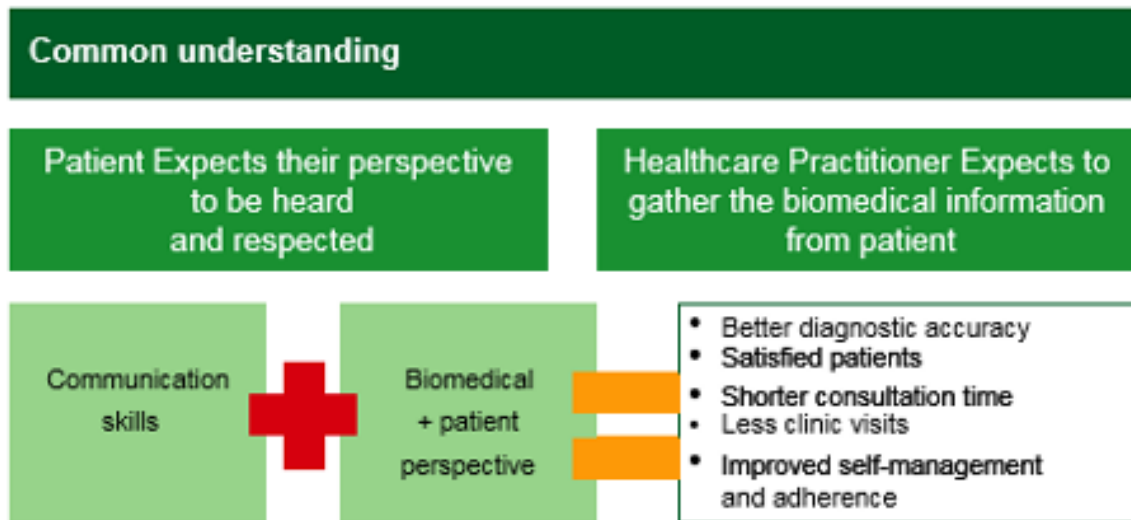 Common understanding
Patient Expects their perspective
to be heard
and respected
Healthcare Practitioner Expects to
gather the biomedical information
from patient
Communication
skills
Biomedical
+ patient
perspective
• Better diagnostic accuracy
• Satisfied patients
• Shorter consultation time
• Less clinic visits
• Improved self-management
and adherence